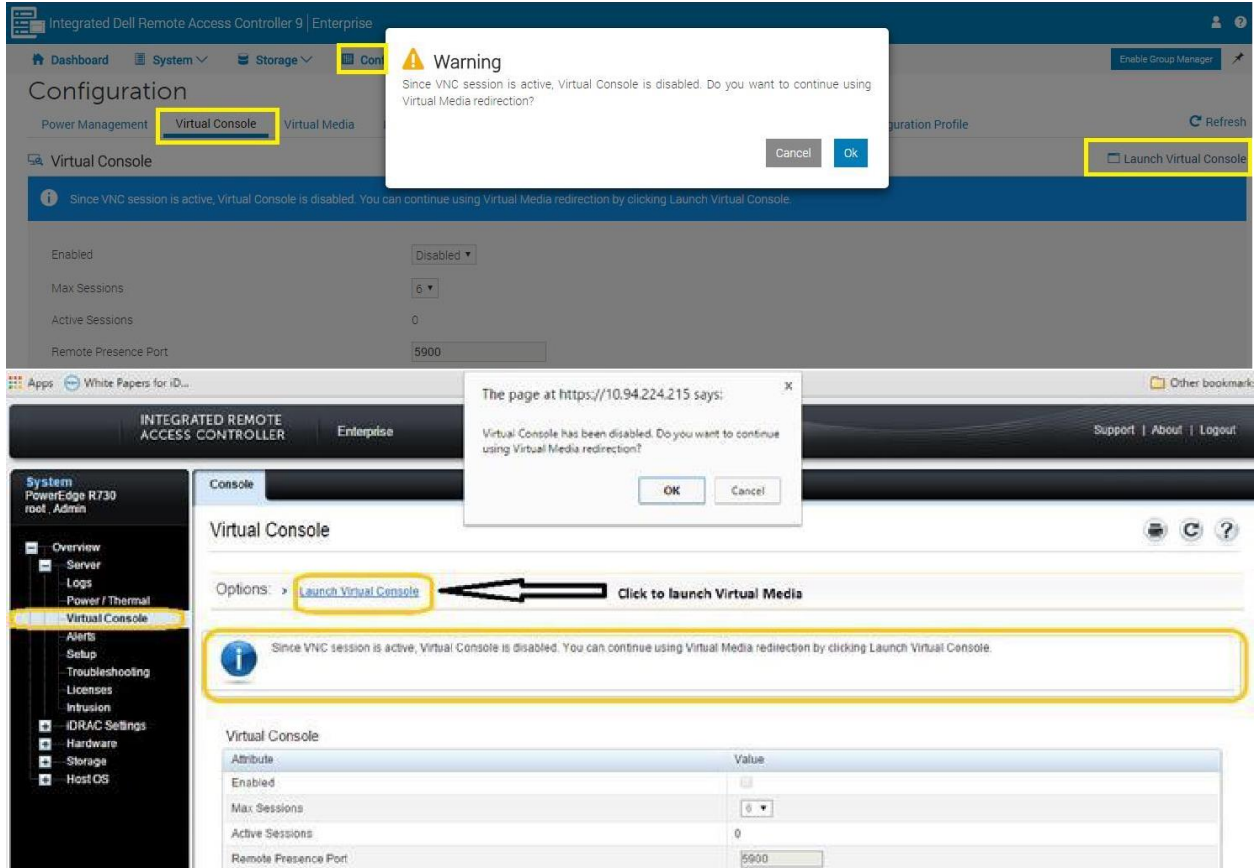 Integrated Dell Remote Access Controller 9 | Enterprise
Dashboard System Storage Conf Enable Group Manager
Warning
Since VNC session is active, Virtual Console is disabled. Do you want to continue using
Virtual Media redirection?
Cancel Ok
Configuration
Power Management Virtual Console Virtual Media guration Profile Refresh
Virtual Console Launch Virtual Console
Since VNC session is active, Virtual Console is disabled. You can continue using Virtual Media redirection by clicking Launch Virtual Console.
Enabled Disabled
Max Sessions 6
Active Sessions 0
Remote Presence Port 5900
Apps White Papers for iD... Other bookmarks
The page at https://10.94.224.215 says: x
Virtual Console has been disabled. Do you want to continue
using Virtual Media redirection?
OK Cancel
INTEGRATED REMOTE
ACCESS CONTROLLER Enterprise Support | About | Logout
System
PowerEdge R730
root , Admin
Overview
Server
Logs
Power / Thermal
Virtual Console
Alerts
Setup
Troubleshooting
Licenses
Intrusion
iDRAC Settings
Hardware
Storage
Host OS
Console
Virtual Console
Options: Launch Virtual Console Click to launch Virtual Media
Since VNC session is active, Virtual Console is disabled. You can continue using Virtual Media redirection by clicking Launch Virtual Console.
Virtual Console
Attribute Value
Enabled
Max Sessions 6
Active Sessions 0
Remote Presence Port 5900